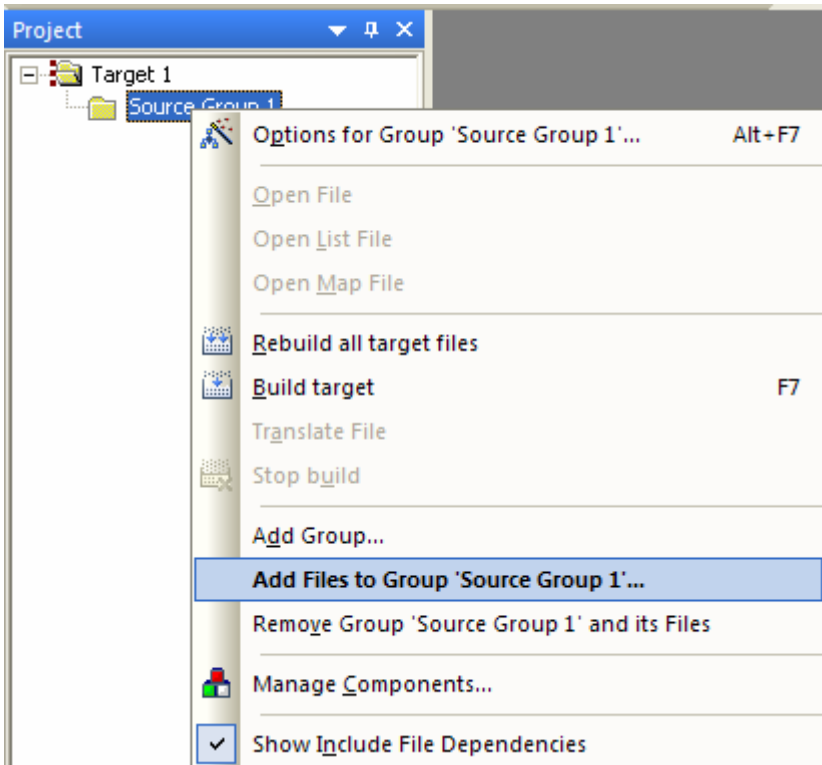 Project
Target 1
Source Group 1
Options for Group 'Source Group 1'... Alt+F7
Open File
Open List File
Open Map File
Rebuild all target files
Build target F7
Translate File
Stop build
Add Group...
Add Files to Group 'Source Group 1'...
Remove Group 'Source Group 1' and its Files
Manage Components...
Show Include File Dependencies